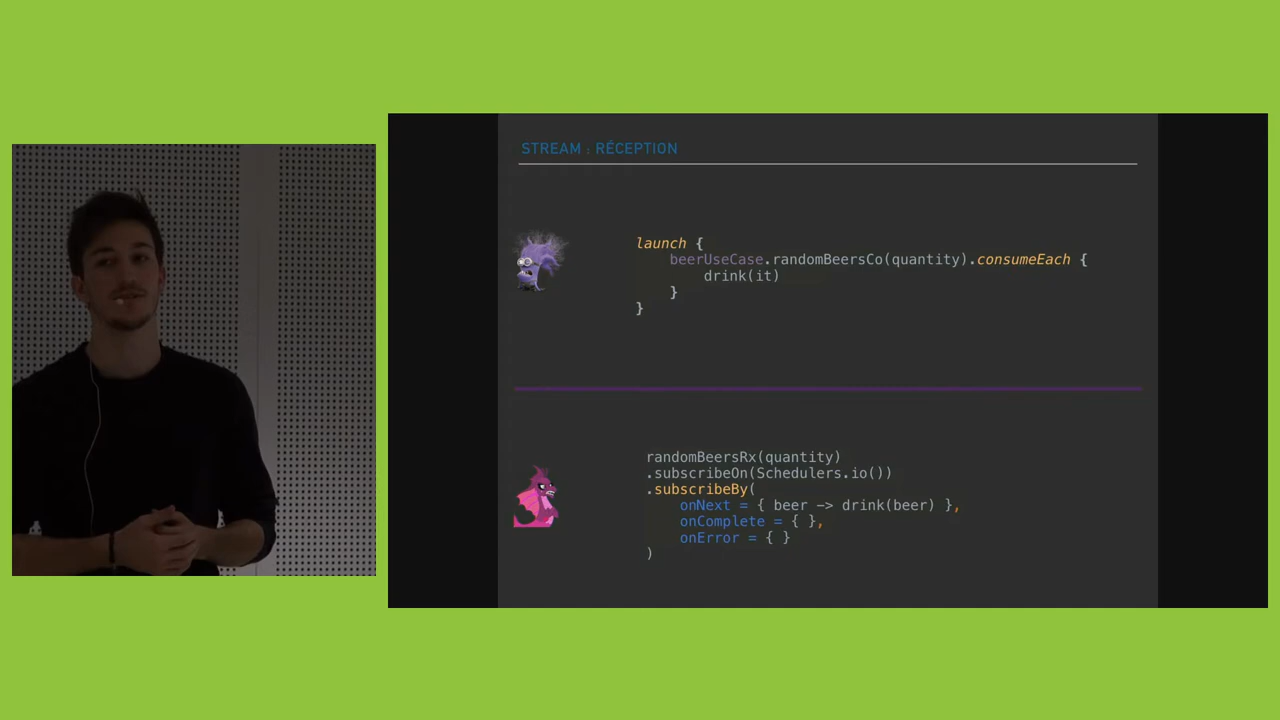 STREAM : RÉCEPTION
launch {
beerUseCase.randomBeersCo(quantity).consumeEach {
drink(it)
}
}
randomBeersRx(quantity)
.subscribeOn(Schedulers.io())
.subscribeBy(
onNext = { beer -> drink(beer) },
onComplete = { },
onError = { }
)